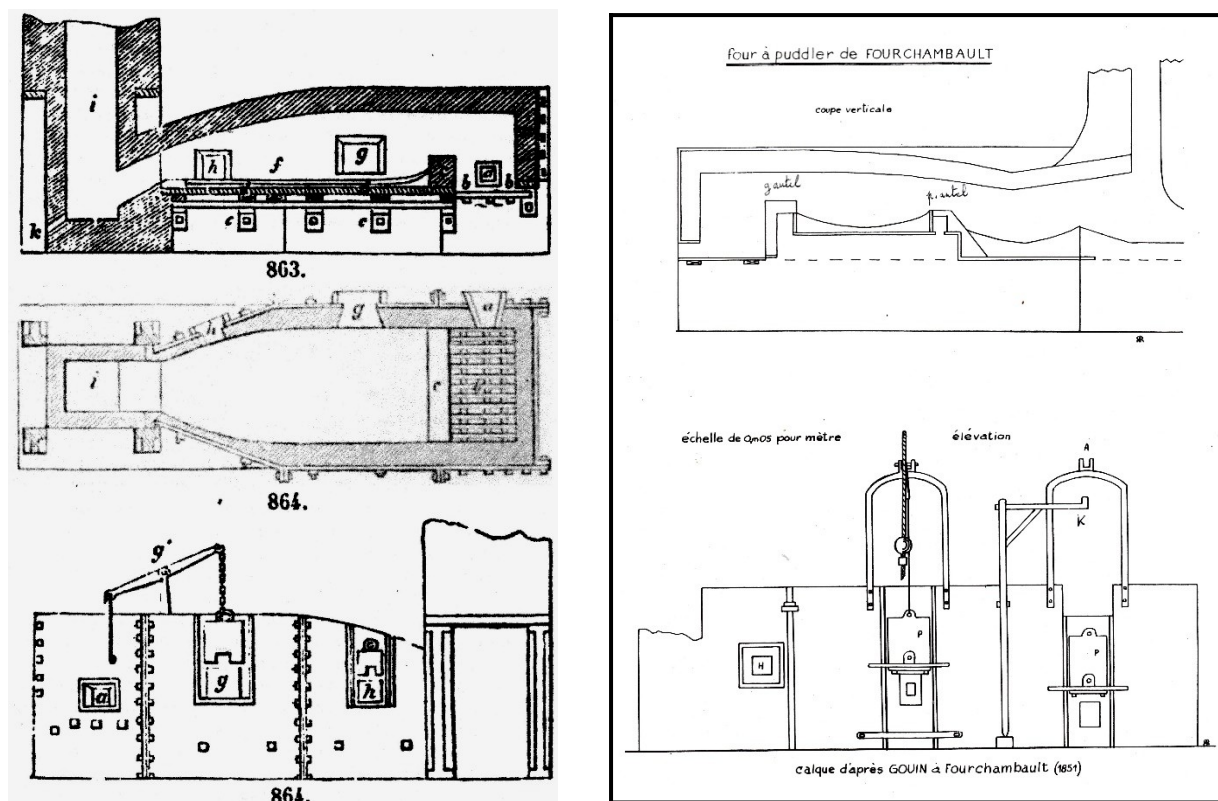 i
h
f
g
a
b
b
k
e
e
863.
g
a
h
i
e
864.
g'
a
g
h
864.
four à puddler de FOURCHAMBAULT
coupe verticale
g.autel
p.autel
échelle de 0,m05 pour mètre
élévation
A
K
H
P
P
calque d'après GOUIN à Fourchambault (1851)